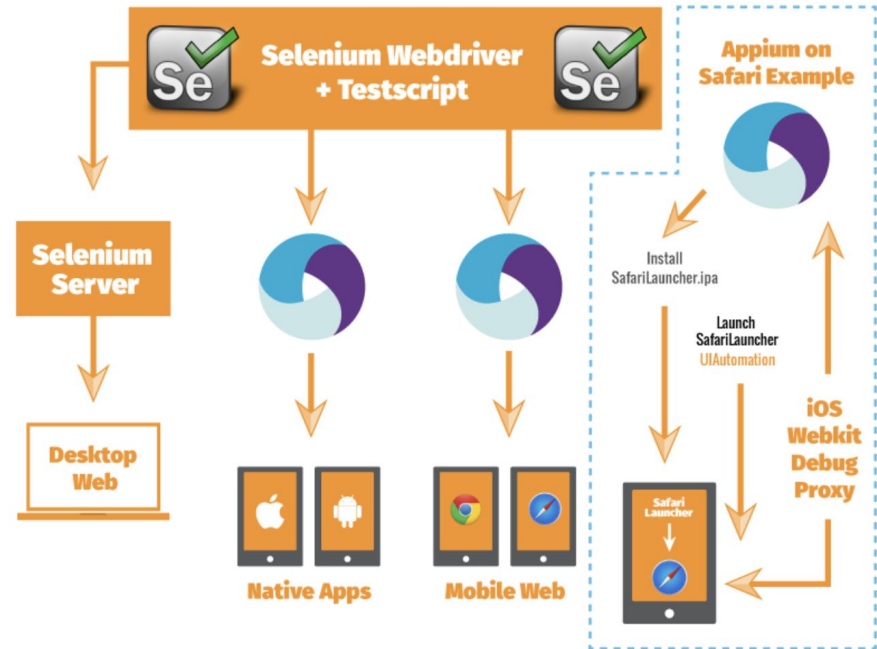 Se
Selenium Webdriver
+ Testscript
Se
Appium on
Safari Example
Selenium
Server
Install
SafariLauncher.ipa
Launch
SafariLauncher
UIAutomation
Desktop
Web
iOS
Webkit
Debug
Proxy
Safari
Launcher
Native Apps
Mobile Web